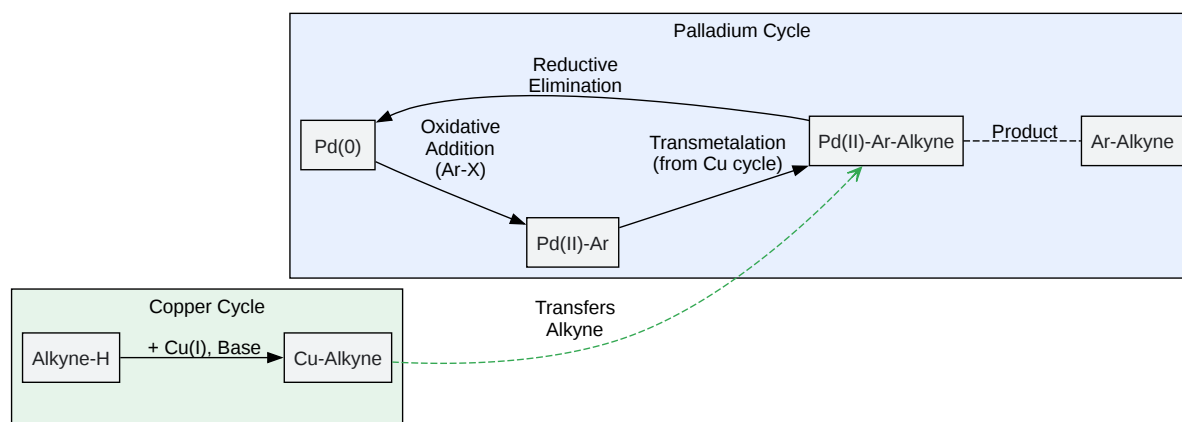 Palladium Cycle
Reductive
Elimination
Pd(0)
Oxidative
Addition
(Ar-X)
Transmetalation
(from Cu cycle)
Pd(II)-Ar-Alkyne
Product
Ar-Alkyne
Pd(II)-Ar
Copper Cycle
Alkyne-H
+ Cu(I), Base
Cu-Alkyne
Transfers
Alkyne